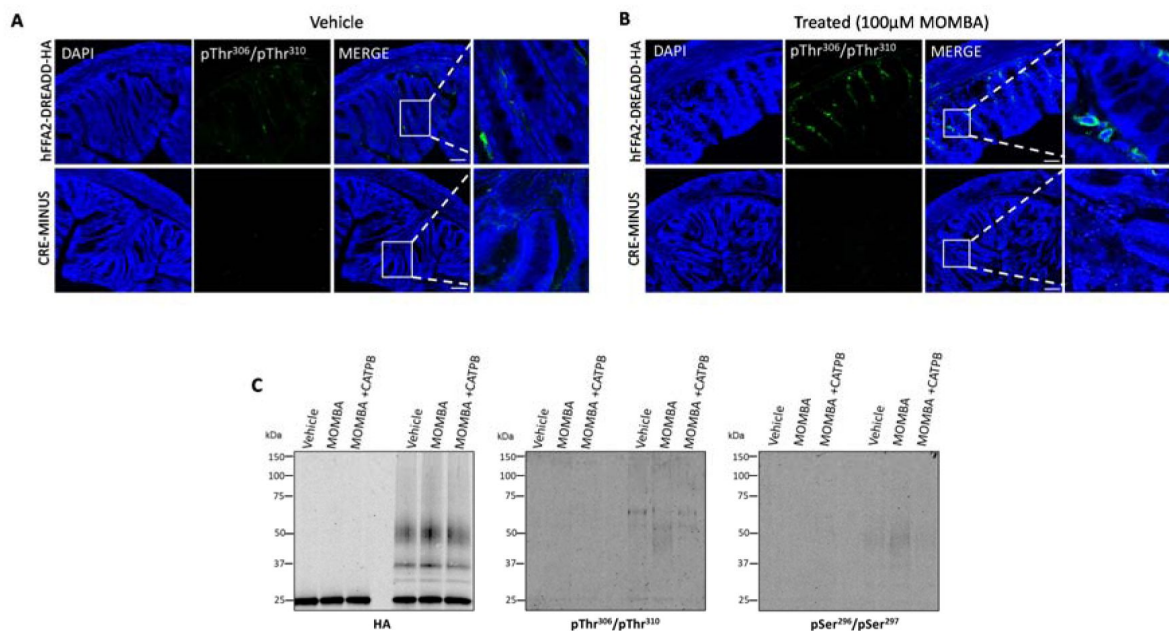 A
Vehicle
hFFA2-DREADD-HA
DAPI
pThr306/pThr310
MERGE
CRE-MINUS
B
Treated (100µM MOMBA)
hFFA2-DREADD-HA
DAPI
pThr306/pThr310
MERGE
CRE-MINUS
C
kDa
Vehicle
MOMBA
MOMBA +CATPB
Vehicle
MOMBA
MOMBA +CATPB
150
100
75
50
37
25
HA
kDa
Vehicle
MOMBA
MOMBA +CATPB
Vehicle
MOMBA
MOMBA +CATPB
150
100
75
50
37
25
pThr306/pThr310
kDa
Vehicle
MOMBA
MOMBA +CATPB
Vehicle
MOMBA
MOMBA +CATPB
150
100
75
50
37
25
pSer296/pSer297